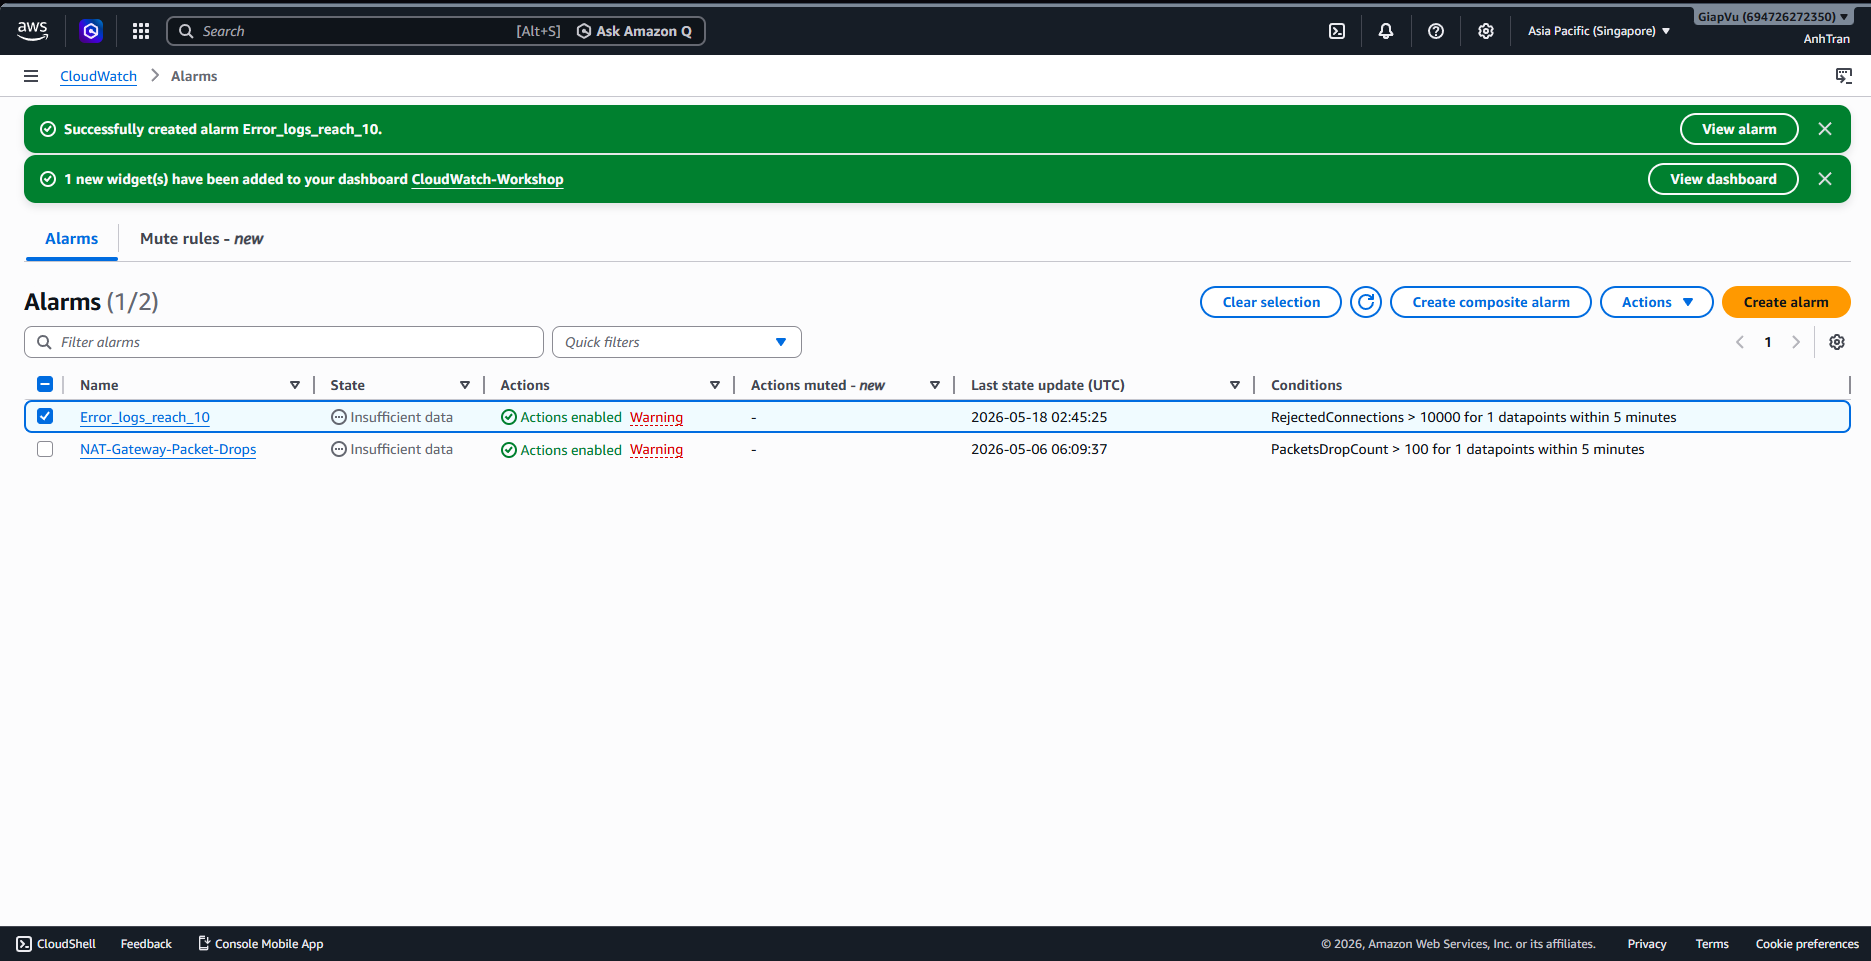 aws
Search [Alt+S] Ask Amazon Q
Asia Pacific (Singapore)
GiapVu (694726272350)
AnhTran
CloudWatch Alarms
Successfully created alarm Error_logs_reach_10. View alarm
1 new widget(s) have been added to your dashboard CloudWatch-Workshop View dashboard
Alarms Mute rules - new
Alarms (1/2) Clear selection Create composite alarm Actions Create alarm
Filter alarms Quick filters 1
Name State Actions Actions muted - new Last state update (UTC) Conditions
Error_logs_reach_10 Insufficient data Actions enabled Warning - 2026-05-18 02:45:25 RejectedConnections > 10000 for 1 datapoints within 5 minutes
NAT-Gateway-Packet-Drops Insufficient data Actions enabled Warning - 2026-05-06 06:09:37 PacketsDropCount > 100 for 1 datapoints within 5 minutes
CloudShell Feedback Console Mobile App © 2026, Amazon Web Services, Inc. or its affiliates. Privacy Terms Cookie preferences